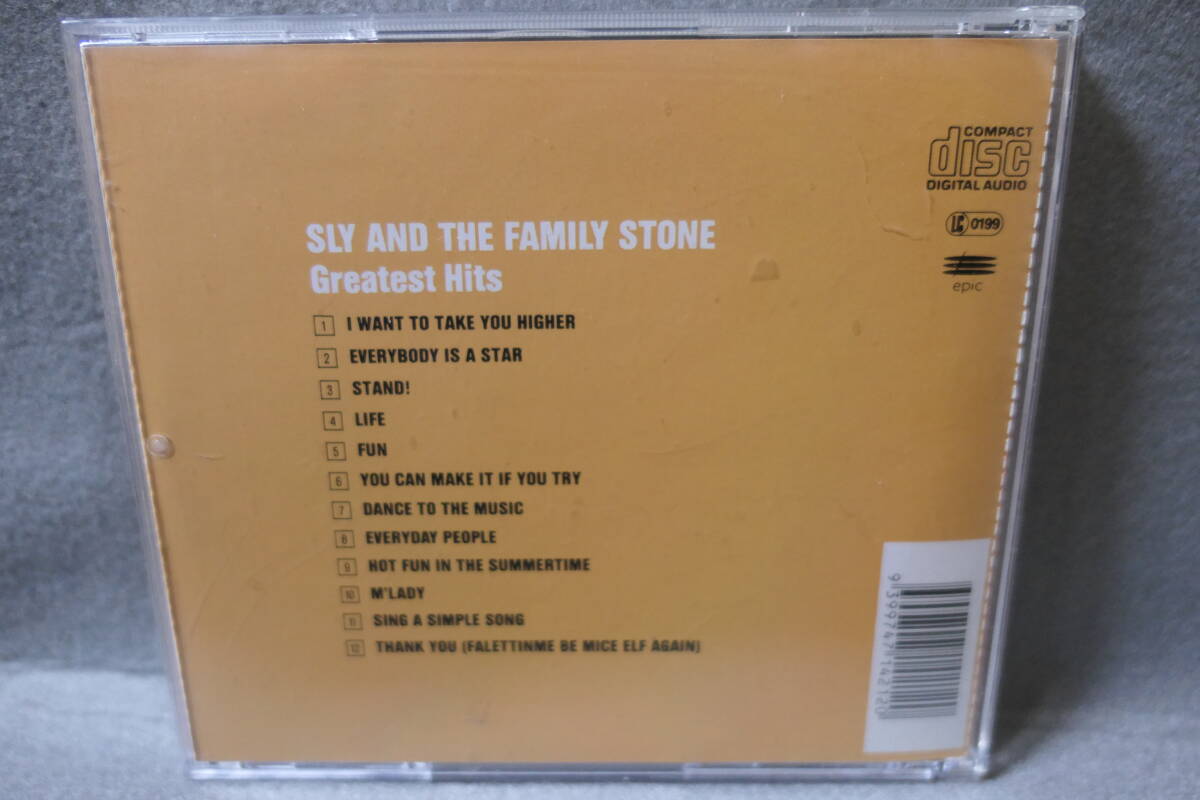 COMPACT
disc
DIGITAL AUDIO
LC 0199
epic
SLY AND THE FAMILY STONE
Greatest Hits
1 I WANT TO TAKE YOU HIGHER
2 EVERYBODY IS A STAR
3 STAND!
4 LIFE
5 FUN
6 YOU CAN MAKE IT IF YOU TRY
7 DANCE TO THE MUSIC
8 EVERYDAY PEOPLE
9 HOT FUN IN THE SUMMERTIME
10 M'LADY
11 SING A SIMPLE SONG
12 THANK YOU (FALETTINME BE MICE ELF AGAIN)
9399747142120